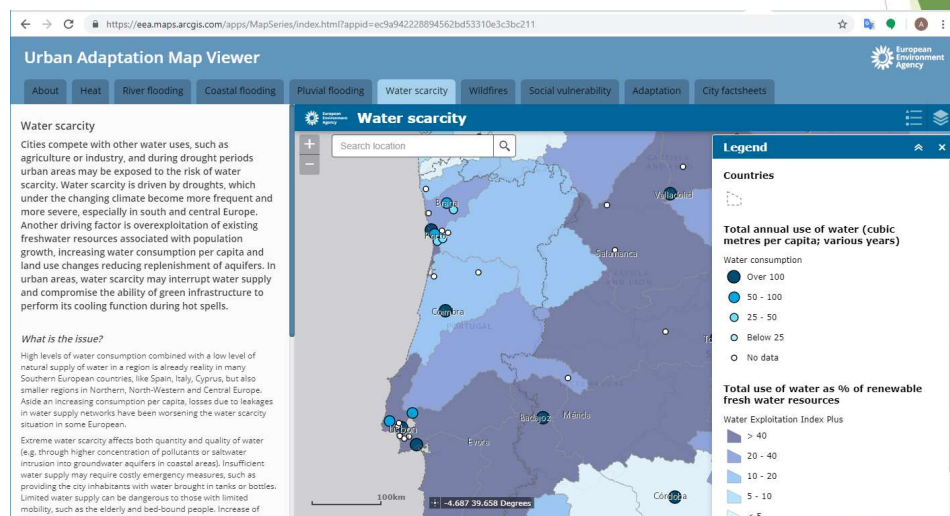 https://eea.maps.arcgis.com/apps/MapSeries/index.html?appid=ec9a942228894562bd53310e3c3bc211
A
Urban Adaptation Map Viewer
European
Environment
Agency
About
Heat
River flooding
Coastal flooding
Pluvial flooding
Water scarcity
Wildfires
Social vulnerability
Adaptation
City factsheets
Water scarcity
Cities compete with other water uses, such as
agriculture or industry, and during drought periods
urban areas may be exposed to the risk of water
scarcity. Water scarcity is driven by droughts, which
under the changing climate become more frequent and
more severe, especially in south and central Europe.
Another driving factor is overexploitation of existing
freshwater resources associated with population
growth, increasing water consumption per capita and
land use changes reducing replenishment of aquifers. In
urban areas, water scarcity may interrupt water supply
and compromise the ability of green infrastructure to
perform its cooling function during hot spells.
What is the issue?
High levels of water consumption combined with a low level of
natural supply of water in a region is already reality in many
Southern European countries, like Spain, Italy, Cyprus, but also
smaller regions in Northern, North-Western and Central Europe.
Aside an increasing consumption per capita, losses due to leakages
in water supply networks have been worsening the water scarcity
situation in some European.
Extreme water scarcity affects both quantity and quality of water
(e.g. through higher concentration of pollutants or saltwater
intrusion into groundwater aquifers in coastal areas). Insufficient
water supply may require costly emergency measures, such as
providing the city inhabitants with water brought in tanks or bottles.
Limited water supply can be dangerous to those with limited
mobility, such as the elderly and bed-bound people. Increase of
European
Environment
Agency
Water scarcity
+
−
Search location
Braga
Porto
Valladolid
Salamanca
CASTILLA
AND LEON
Coimbra
PORTUGAL
Lisbon
Evora
Badajoz
Mérida
Córdoba
100km
-4.687 39.658 Degrees
Legend
Countries
Total annual use of water (cubic
metres per capita; various years)
Water consumption
Over 100
50 - 100
25 - 50
Below 25
No data
Total use of water as % of renewable
fresh water resources
Water Exploitation Index Plus
> 40
20 - 40
10 - 20
5 - 10
< 5